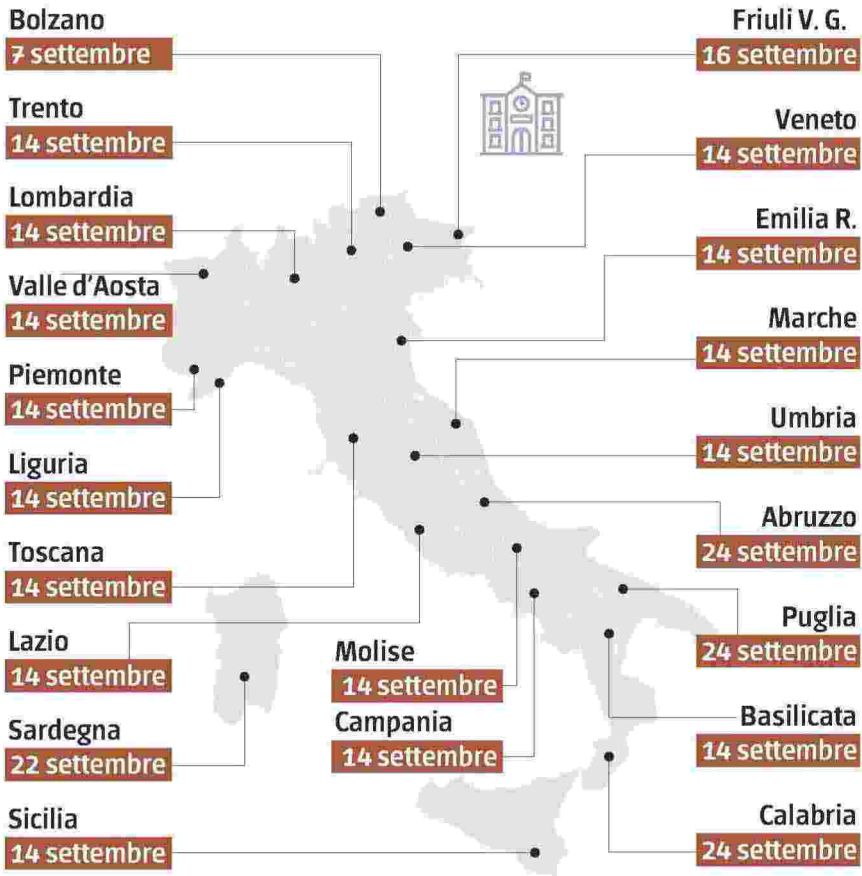 Bolzano
7 settembre
Trento
14 settembre
Lombardia
14 settembre
Valle d'Aosta
14 settembre
Piemonte
14 settembre
Liguria
14 settembre
Toscana
14 settembre
Lazio
14 settembre
Sardegna
22 settembre
Sicilia
14 settembre
Molise
14 settembre
Campania
14 settembre
Friuli V. G.
16 settembre
Veneto
14 settembre
Emilia R.
14 settembre
Marche
14 settembre
Umbria
14 settembre
Abruzzo
24 settembre
Puglia
24 settembre
Basilicata
14 settembre
Calabria
24 settembre